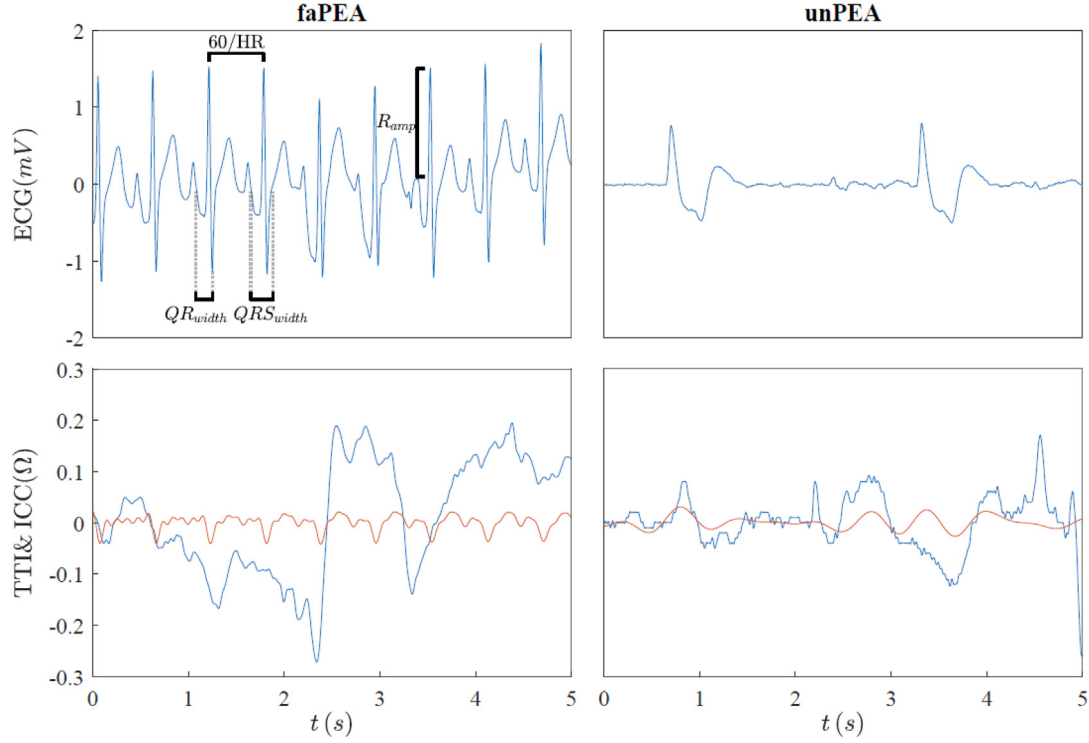 faPEA
unPEA
2
1
0
-1
-2
ECG(mV)
60/HR
R_amp
QR_width
QRS_width
0.3
0.2
0.1
0
-0.1
-0.2
-0.3
TTI& ICC(Ω)
0 1 2 3 4 5
t (s)
0 1 2 3 4 5
t (s)